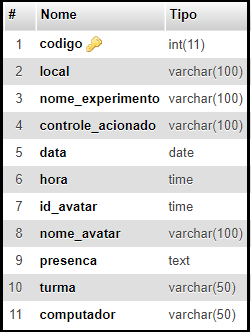 # Nome Tipo
1 codigo int(11)
2 local varchar(100)
3 nome_experimento varchar(100)
4 controle_acionado varchar(100)
5 data date
6 hora time
7 id_avatar time
8 nome_avatar varchar(100)
9 presenca text
10 turma varchar(50)
11 computador varchar(50)